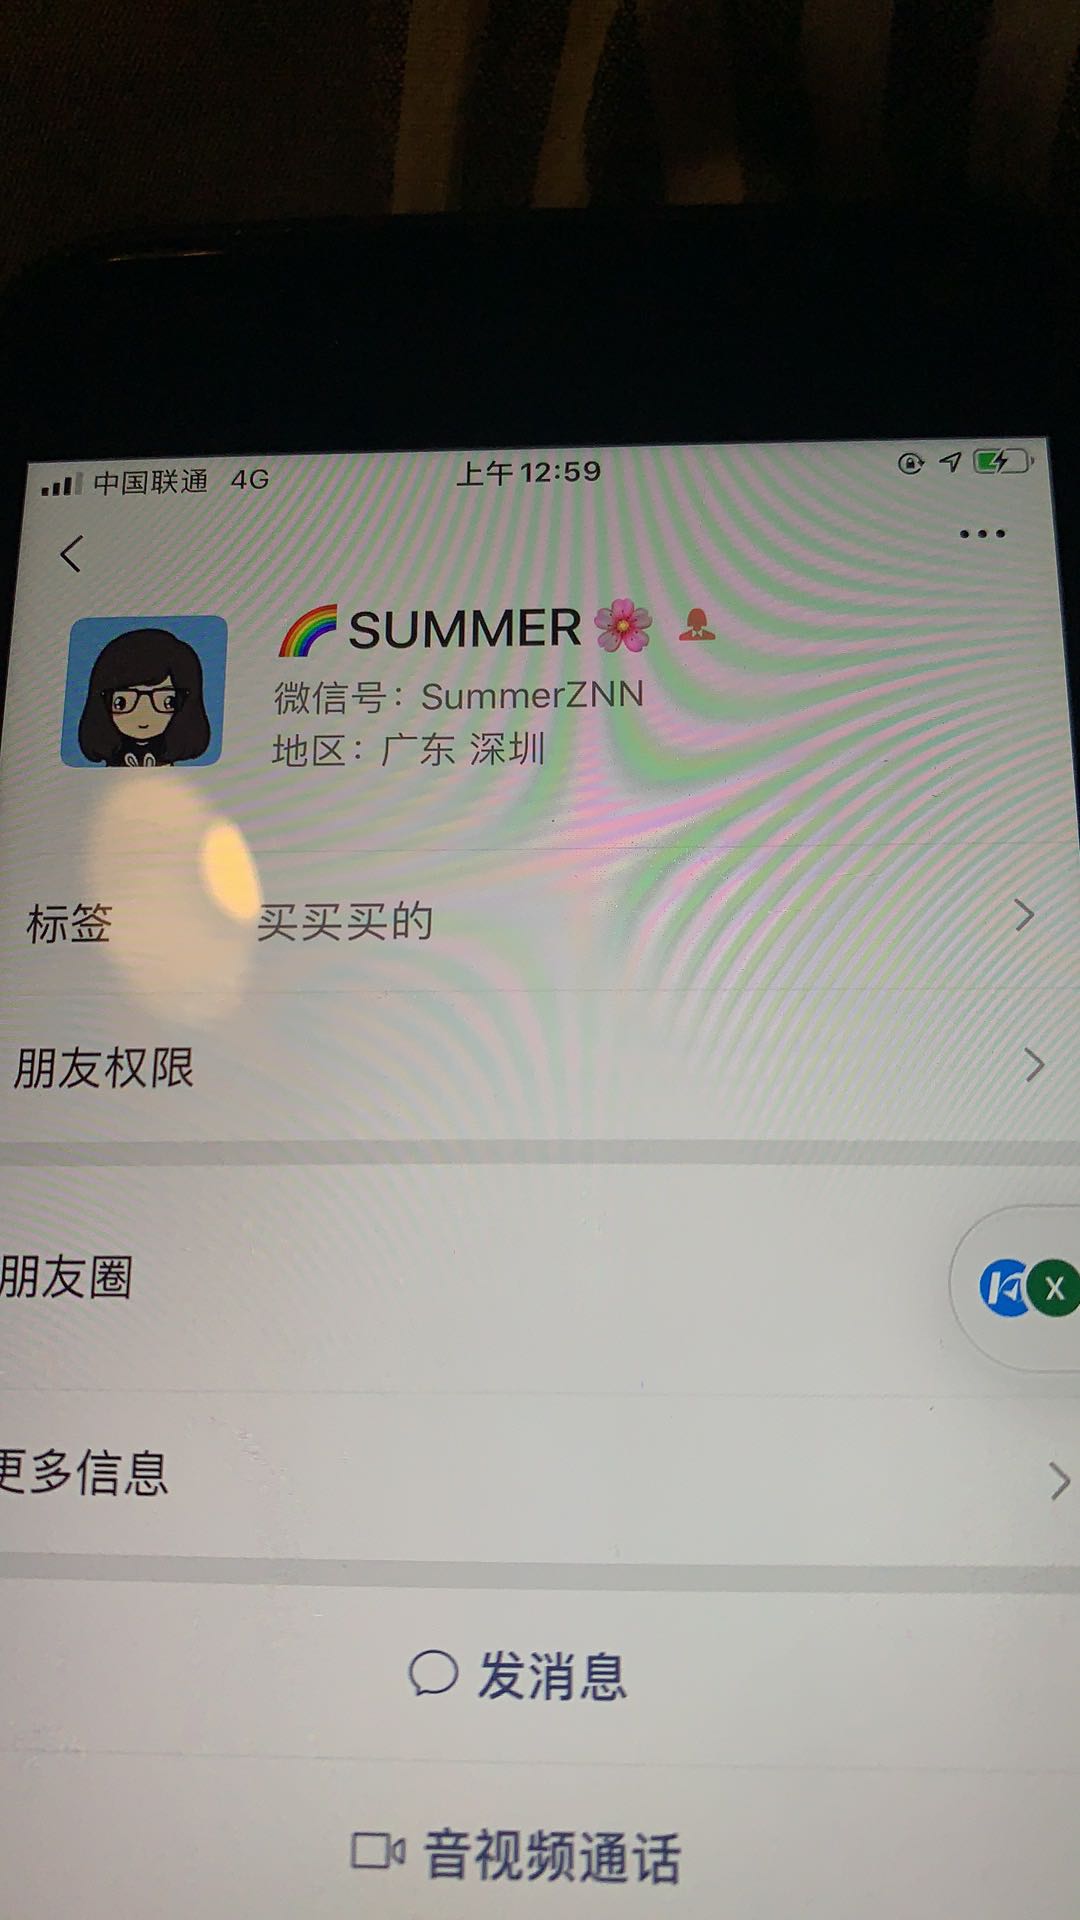 中国联通 4G 上午12:59
🌈SUMMER🌸
微信号：SummerZNN
地区：广东 深圳
标签 买买买的
朋友权限
朋友圈
X
更多信息
发消息
音视频通话